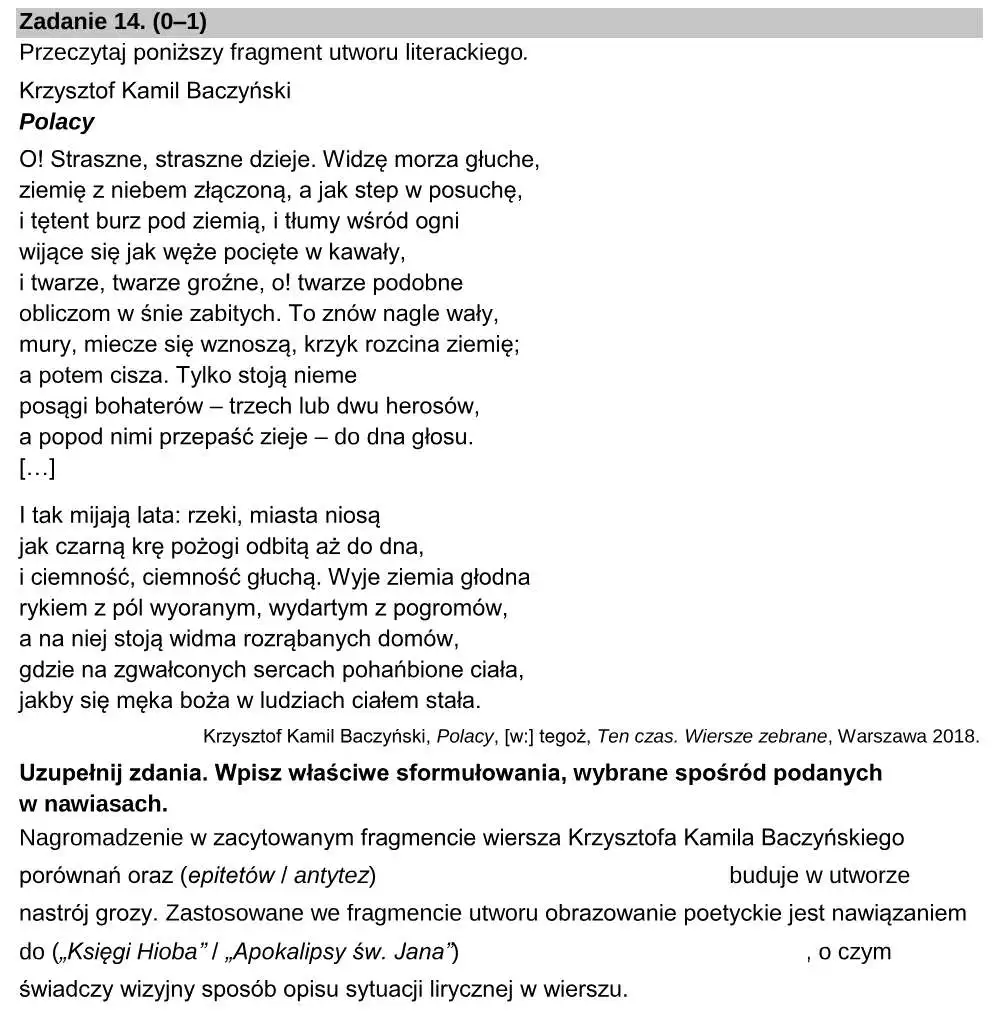 Zadanie 14. (0–1)
Przeczytaj poniższy fragment utworu literackiego.
Krzysztof Kamil Baczyński
Polacy
O! Straszne, straszne dzieje. Widzę morza głuche,
ziemię z niebem złączoną, a jak step w posuchę,
i tętent burz pod ziemią, i tłumy wśród ogni
wijące się jak węże pocięte w kawały,
i twarze, twarze groźne, o! twarze podobne
obliczom w śnie zabitych. To znów nagle wały,
mury, miecze się wznoszą, krzyk rozcina ziemię;
a potem cisza. Tylko stoją nieme
posągi bohaterów – trzech lub dwu herosów,
a popod nimi przepaść zieje – do dna głosu.
[…]
I tak mijają lata: rzeki, miasta niosą
jak czarną krę pożogi odbitą aż do dna,
i ciemność, ciemność głuchą. Wyje ziemia głodna
rykiem z pól wyoranym, wydartym z pogromów,
a na niej stoją widma rozrąbanych domów,
gdzie na zgwałconych sercach pohańbione ciała,
jakby się męka boża w ludziach ciałem stała.
Krzysztof Kamil Baczyński, Polacy, [w:] tegoż, Ten czas. Wiersze zebrane, Warszawa 2018.
Uzupełnij zdania. Wpisz właściwe sformułowania, wybrane spośród podanych
w nawiasach.
Nagromadzenie w zacytowanym fragmencie wiersza Krzysztofa Kamila Baczyńskiego
porównań oraz (epitetów / antytez) buduje w utworze
nastrój grozy. Zastosowane we fragmencie utworu obrazowanie poetyckie jest nawiązaniem
do („Księgi Hioba” / „Apokalipsy św. Jana”) , o czym
świadczy wizyjny sposób opisu sytuacji lirycznej w wierszu.